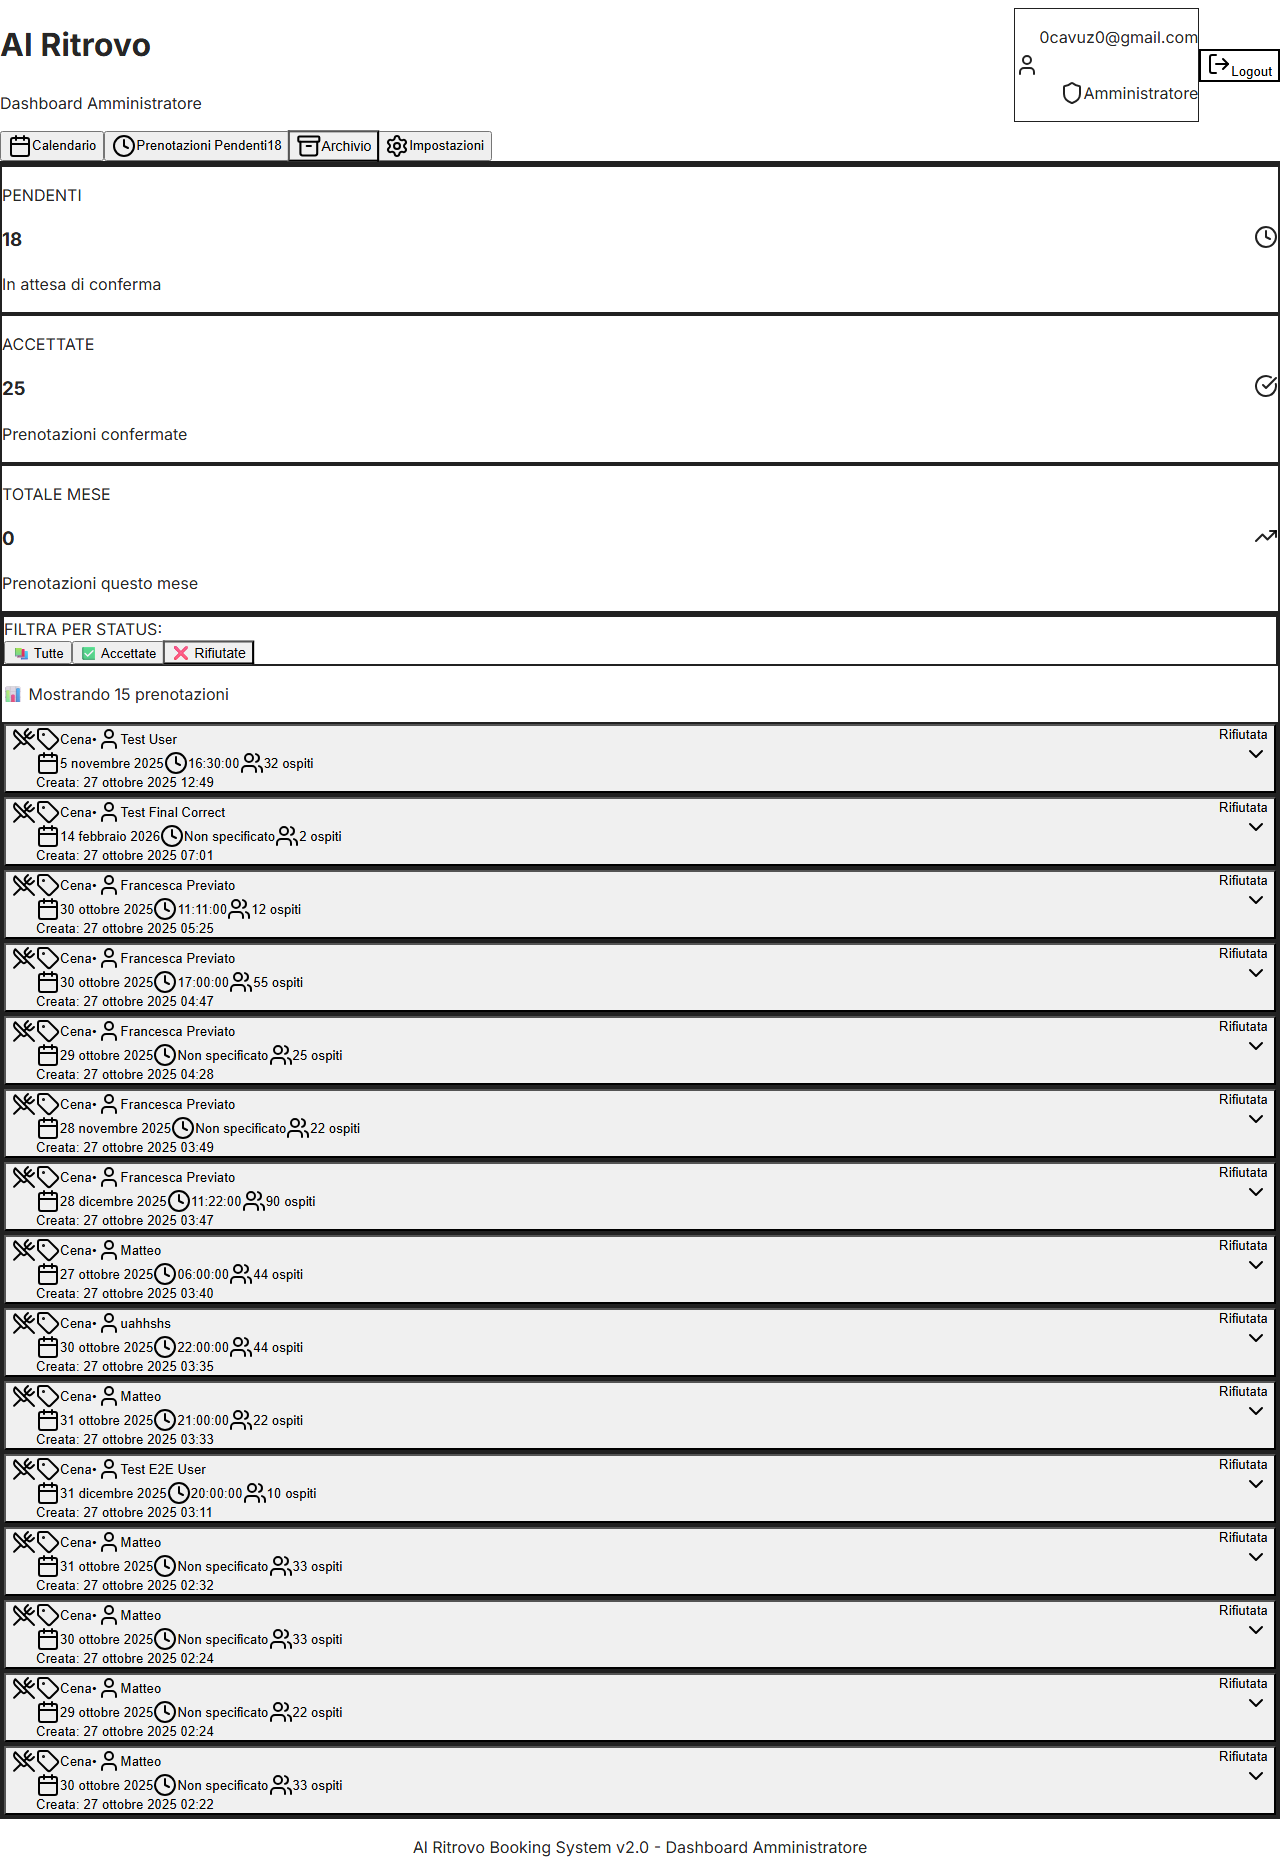 Al Ritrovo
Dashboard Amministratore
0cavuz0@gmail.com
Amministratore
Logout
Calendario
Prenotazioni Pendenti18
Archivio
Impostazioni
PENDENTI
18
In attesa di conferma
ACCETTATE
25
Prenotazioni confermate
TOTALE MESE
0
Prenotazioni questo mese
FILTRA PER STATUS:
Tutte
Accettate
Rifiutate
Mostrando 15 prenotazioni
Cena• Test User
Rifiutata
5 novembre 2025 16:30:00 32 ospiti
Creata: 27 ottobre 2025 12:49
Cena• Test Final Correct
Rifiutata
14 febbraio 2026 Non specificato 2 ospiti
Creata: 27 ottobre 2025 07:01
Cena• Francesca Previato
Rifiutata
30 ottobre 2025 11:11:00 12 ospiti
Creata: 27 ottobre 2025 05:25
Cena• Francesca Previato
Rifiutata
30 ottobre 2025 17:00:00 55 ospiti
Creata: 27 ottobre 2025 04:47
Cena• Francesca Previato
Rifiutata
29 ottobre 2025 Non specificato 25 ospiti
Creata: 27 ottobre 2025 04:28
Cena• Francesca Previato
Rifiutata
28 novembre 2025 Non specificato 22 ospiti
Creata: 27 ottobre 2025 03:49
Cena• Francesca Previato
Rifiutata
28 dicembre 2025 11:22:00 90 ospiti
Creata: 27 ottobre 2025 03:47
Cena• Matteo
Rifiutata
27 ottobre 2025 06:00:00 44 ospiti
Creata: 27 ottobre 2025 03:40
Cena• uahhshs
Rifiutata
30 ottobre 2025 22:00:00 44 ospiti
Creata: 27 ottobre 2025 03:35
Cena• Matteo
Rifiutata
31 ottobre 2025 21:00:00 22 ospiti
Creata: 27 ottobre 2025 03:33
Cena• Test E2E User
Rifiutata
31 dicembre 2025 20:00:00 10 ospiti
Creata: 27 ottobre 2025 03:11
Cena• Matteo
Rifiutata
31 ottobre 2025 Non specificato 33 ospiti
Creata: 27 ottobre 2025 02:32
Cena• Matteo
Rifiutata
30 ottobre 2025 Non specificato 33 ospiti
Creata: 27 ottobre 2025 02:24
Cena• Matteo
Rifiutata
29 ottobre 2025 Non specificato 22 ospiti
Creata: 27 ottobre 2025 02:24
Cena• Matteo
Rifiutata
30 ottobre 2025 Non specificato 33 ospiti
Creata: 27 ottobre 2025 02:22
Al Ritrovo Booking System v2.0 - Dashboard Amministratore